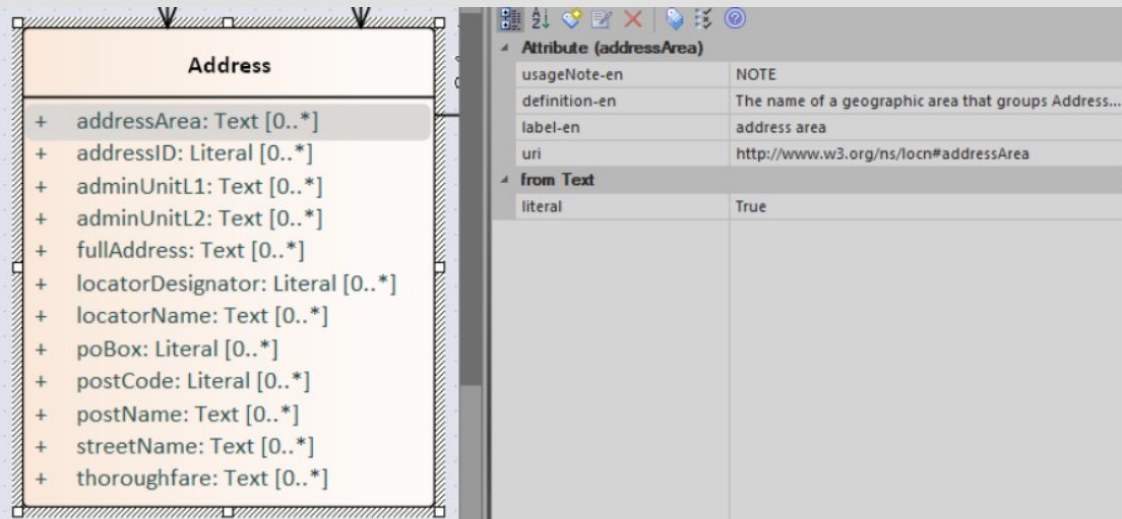 Address
+ addressArea: Text [0..*]
+ addressID: Literal [0..*]
+ adminUnitL1: Text [0..*]
+ adminUnitL2: Text [0..*]
+ fullAddress: Text [0..*]
+ locatorDesignator: Literal [0..*]
+ locatorName: Text [0..*]
+ poBox: Literal [0..*]
+ postCode: Literal [0..*]
+ postName: Text [0..*]
+ streetName: Text [0..*]
+ thoroughfare: Text [0..*]
Attribute (addressArea)
usageNote-en NOTE
definition-en The name of a geographic area that groups Address...
label-en address area
uri http://www.w3.org/ns/locn#addressArea
from Text
literal True